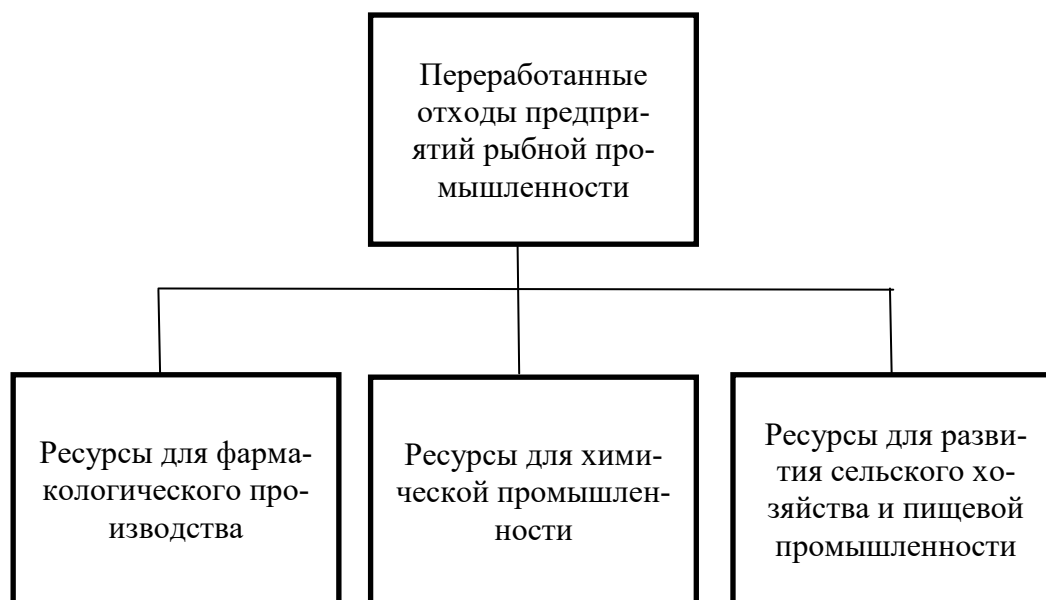 Переработанные
отходы предпри-
ятий рыбной про-
мышленности
Ресурсы для фарма-
кологического про-
изводства
Ресурсы для хими-
ческой промышлен-
ности
Ресурсы для разви-
тия сельского хо-
зяйства и пищевой
промышленности